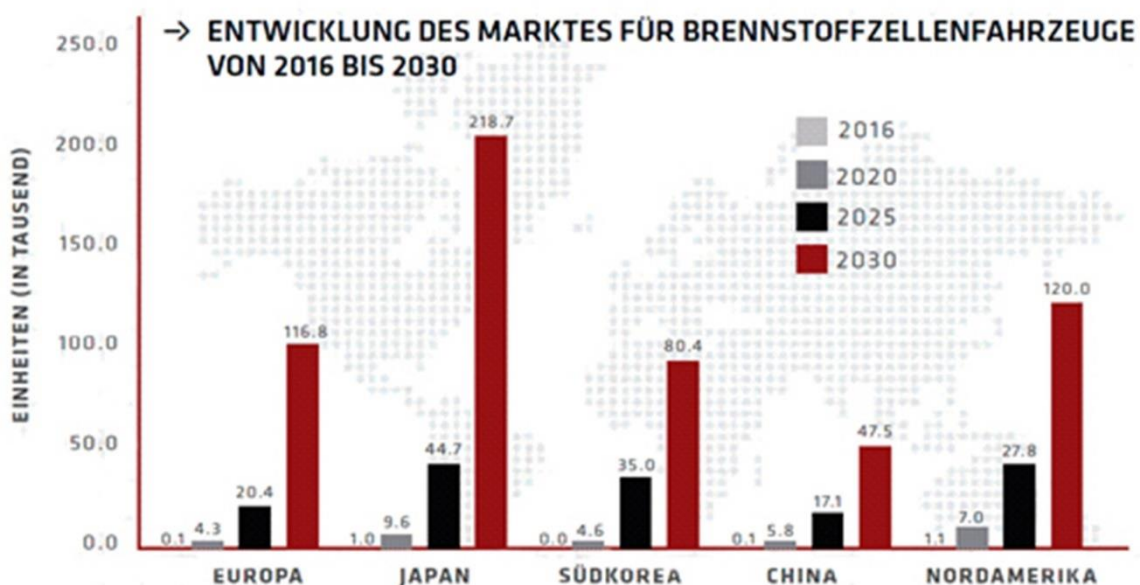 → ENTWICKLUNG DES MARKTES FÜR BRENNSTOFFZELLENFAHRZEUGE
VON 2016 BIS 2030
EINHEITEN (IN TAUSEND)
250.0
200.0
150.0
100.0
50.0
0.0
2016
2020
2025
2030
0.1 4.3 20.4 116.8
1.0 9.6 44.7 218.7
0.0 4.6 35.0 80.4
0.1 5.8 17.1 47.5
1.1 7.0 27.8 120.0
EUROPA JAPAN SÜDKOREA CHINA NORDAMERIKA